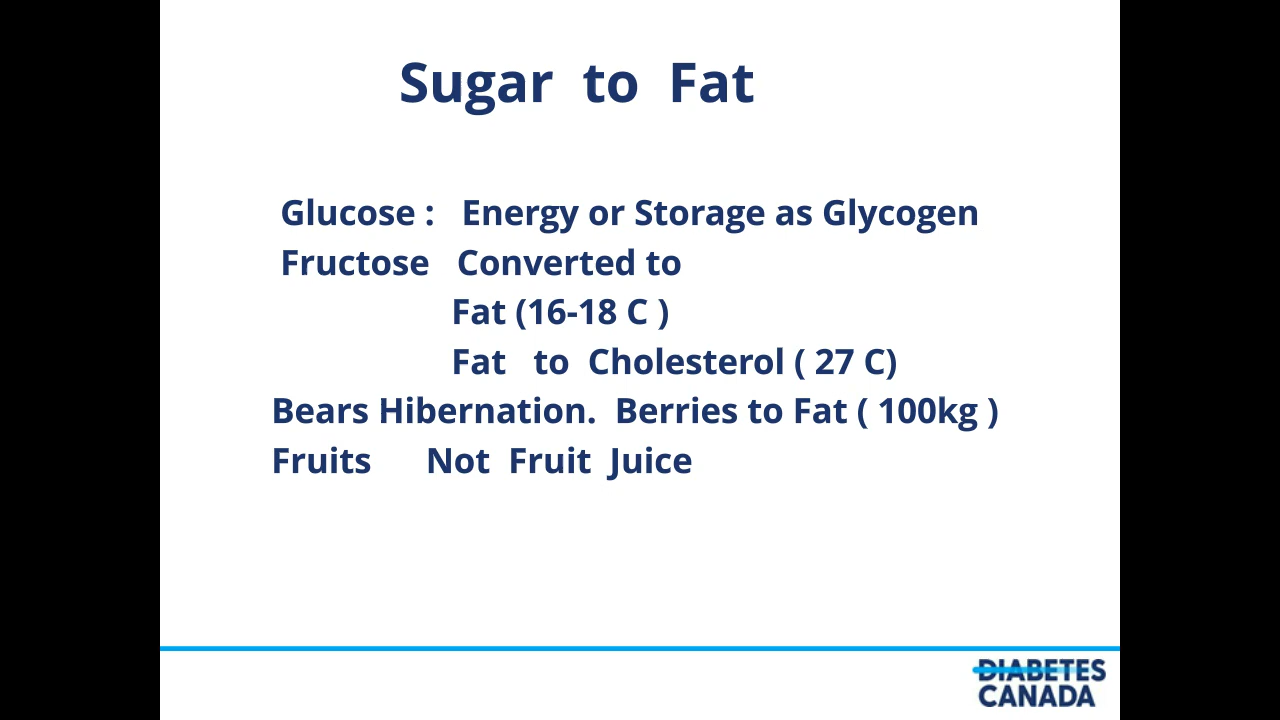 Sugar to Fat
Glucose : Energy or Storage as Glycogen
Fructose Converted to
Fat (16-18 C )
Fat to Cholesterol ( 27 C)
Bears Hibernation. Berries to Fat ( 100kg )
Fruits Not Fruit Juice
DIABETES
CANADA